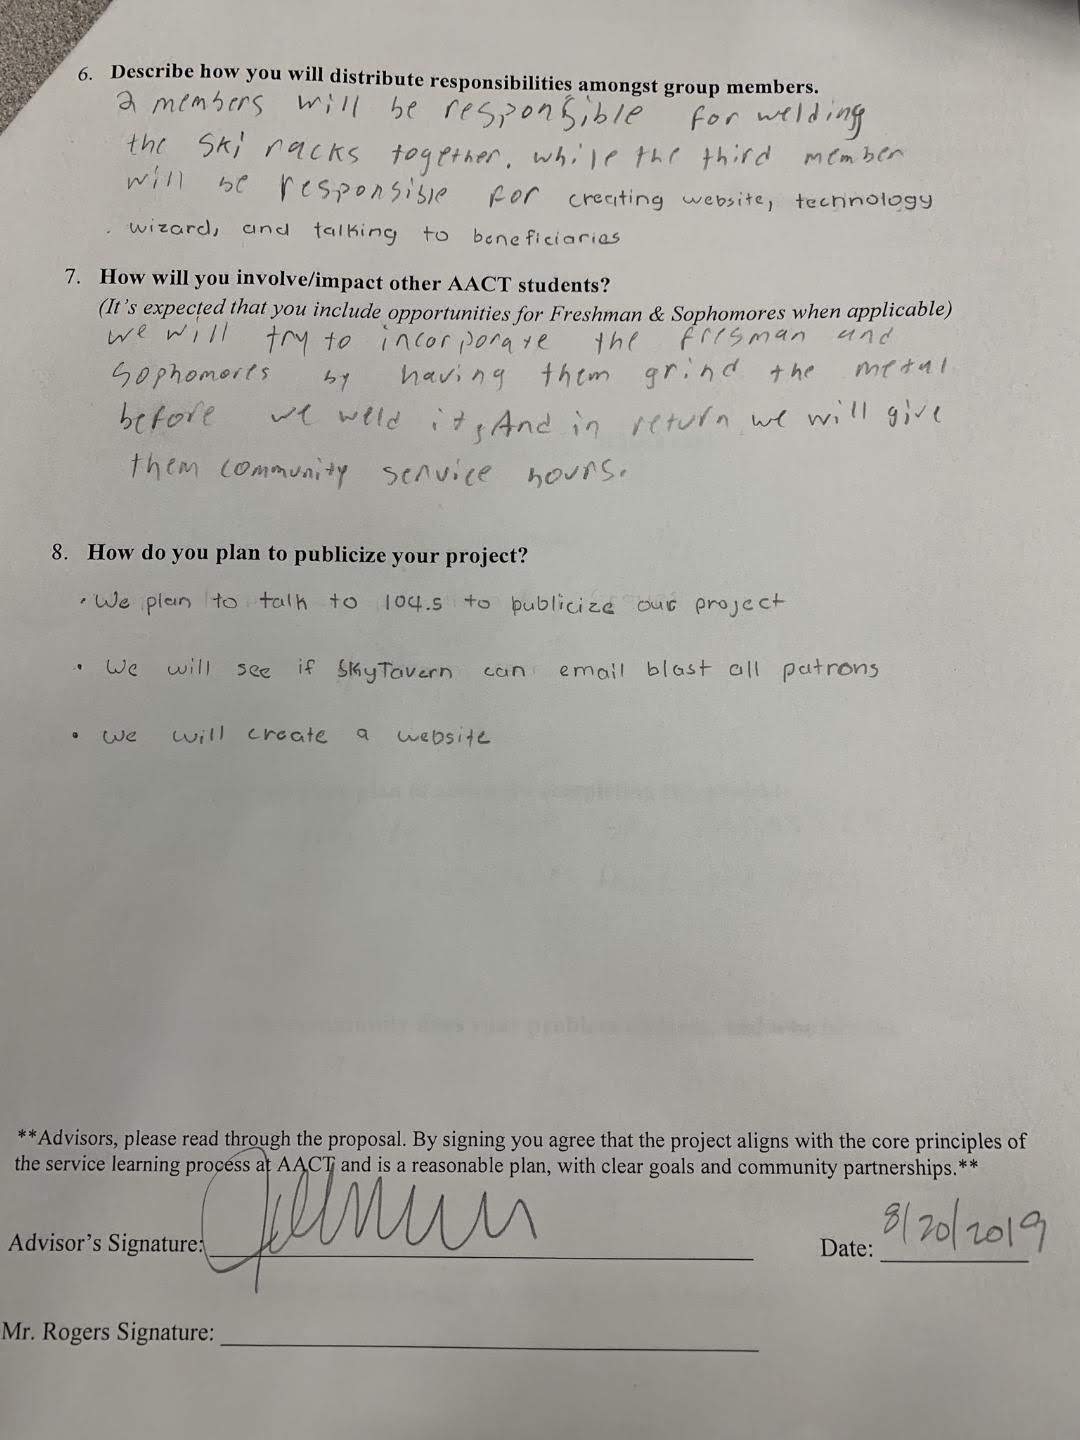 6. Describe how you will distribute responsibilities amongst group members.
2 members will be responsible for welding
the ski racks together, while the third member
will be responsible for creating website, technology
wizard, and talking to beneficiaries
7. How will you involve/impact other AACT students?
(It's expected that you include opportunities for Freshman & Sophomores when applicable)
we will try to incorporate the fresman and
Sophomores by having them grind the metal
before we weld it, And in return we will give
them community service hours.
8. How do you plan to publicize your project?
• We plan to talk to 104.5 to publicize our project
• We will see if SkyTavern can email blast all patrons
• We will create a website
**Advisors, please read through the proposal. By signing you agree that the project aligns with the core principles of
the service learning process at AACT and is a reasonable plan, with clear goals and community partnerships.**
Advisor's Signature:
Date: 8/20/2019
Mr. Rogers Signature: